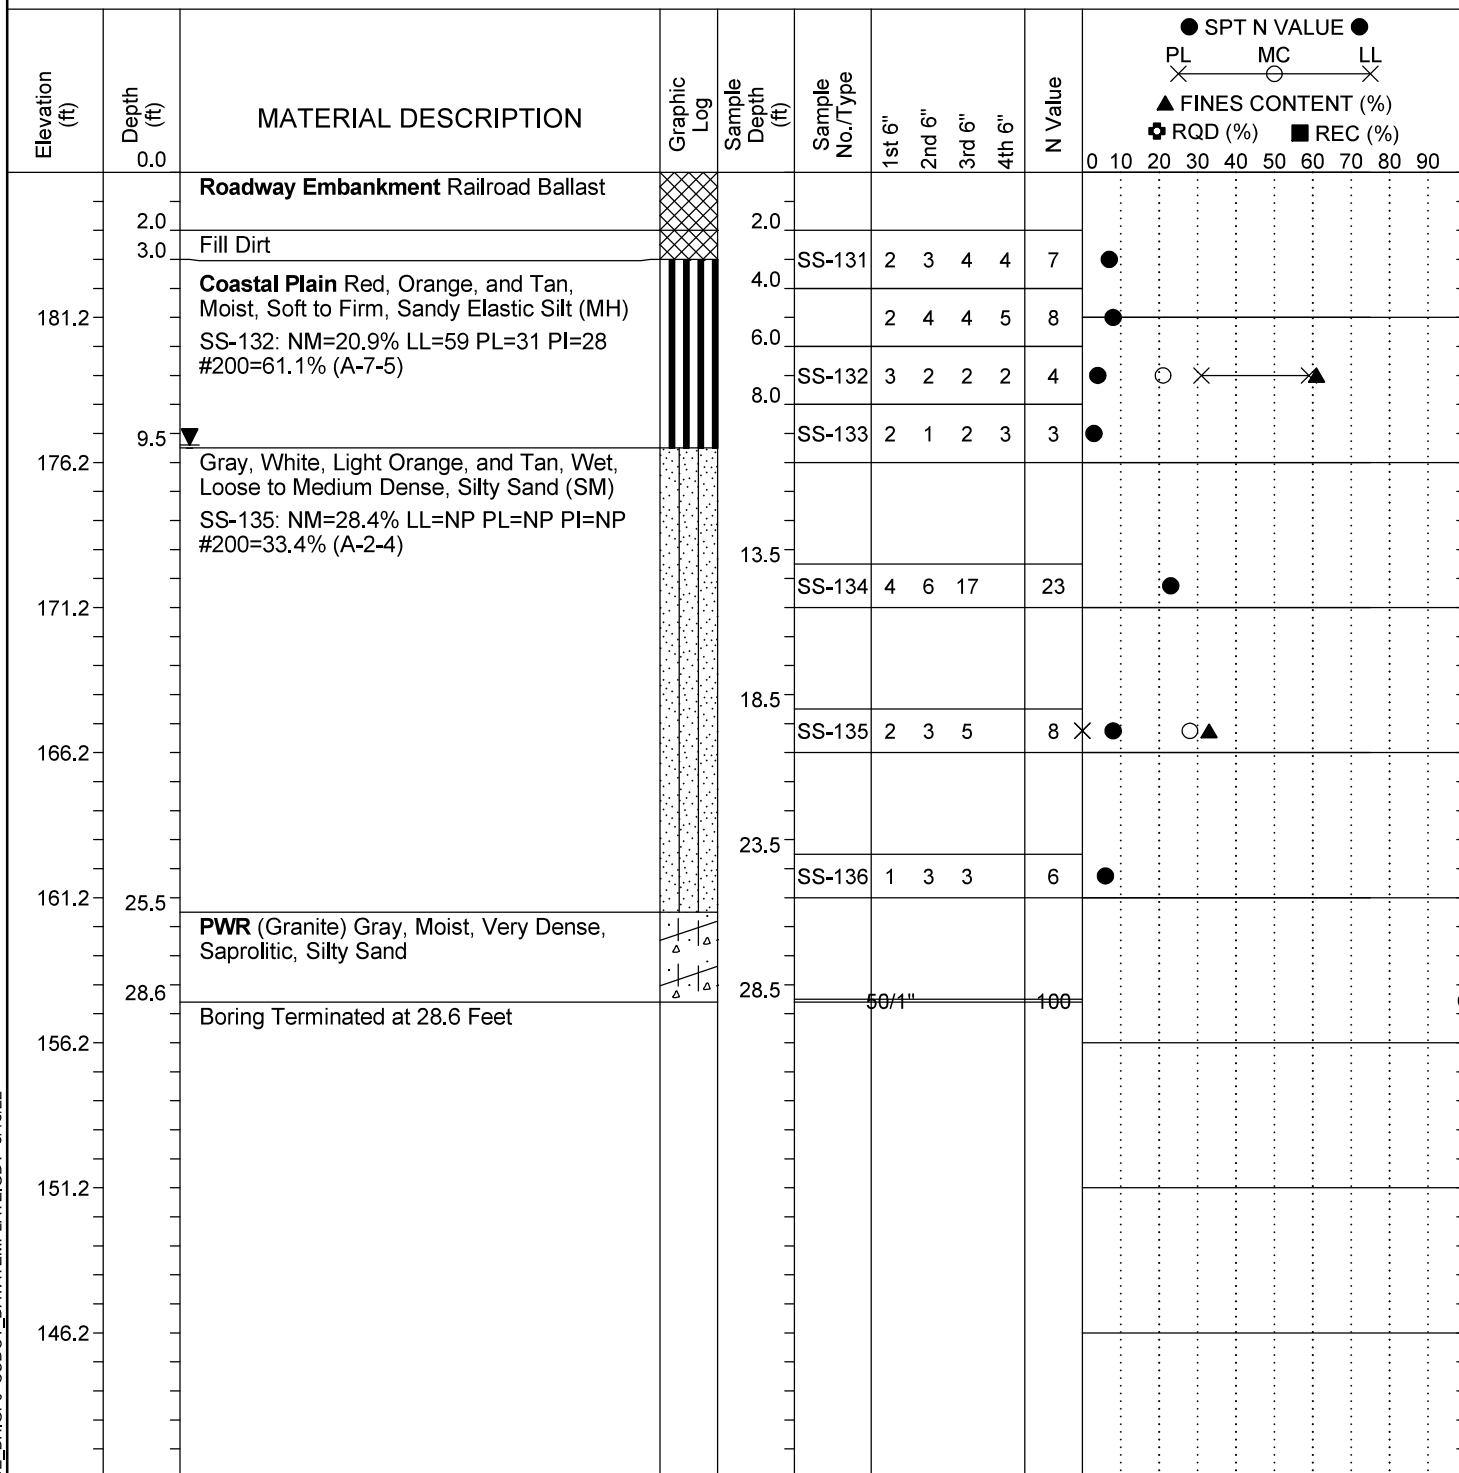 ● SPT N VALUE ●
PL MC LL
▲ FINES CONTENT (%)
RQD (%) ■ REC (%)
Elevation (ft)
Depth (ft)
0.0
MATERIAL DESCRIPTION
Graphic Log
Sample Depth (ft)
Sample No./Type
1st 6"
2nd 6"
3rd 6"
4th 6"
N Value
0 10 20 30 40 50 60 70 80 90
Roadway Embankment Railroad Ballast
2.0 2.0
3.0 Fill Dirt
SS-131 2 3 4 4 7
4.0
Coastal Plain Red, Orange, and Tan,
Moist, Soft to Firm, Sandy Elastic Silt (MH)
181.2 2 4 4 5 8
6.0
SS-132: NM=20.9% LL=59 PL=31 PI=28
#200=61.1% (A-7-5)
SS-132 3 2 2 2 4
8.0
9.5 SS-133 2 1 2 3 3
176.2
Gray, White, Light Orange, and Tan, Wet,
Loose to Medium Dense, Silty Sand (SM)
SS-135: NM=28.4% LL=NP PL=NP PI=NP
#200=33.4% (A-2-4)
13.5
SS-134 4 6 17 23
171.2
18.5
SS-135 2 3 5 8
166.2
23.5
SS-136 1 3 3 6
161.2 25.5
PWR (Granite) Gray, Moist, Very Dense,
Saprolitic, Silty Sand
28.6 28.5
50/1" 100
Boring Terminated at 28.6 Feet
156.2
151.2
146.2